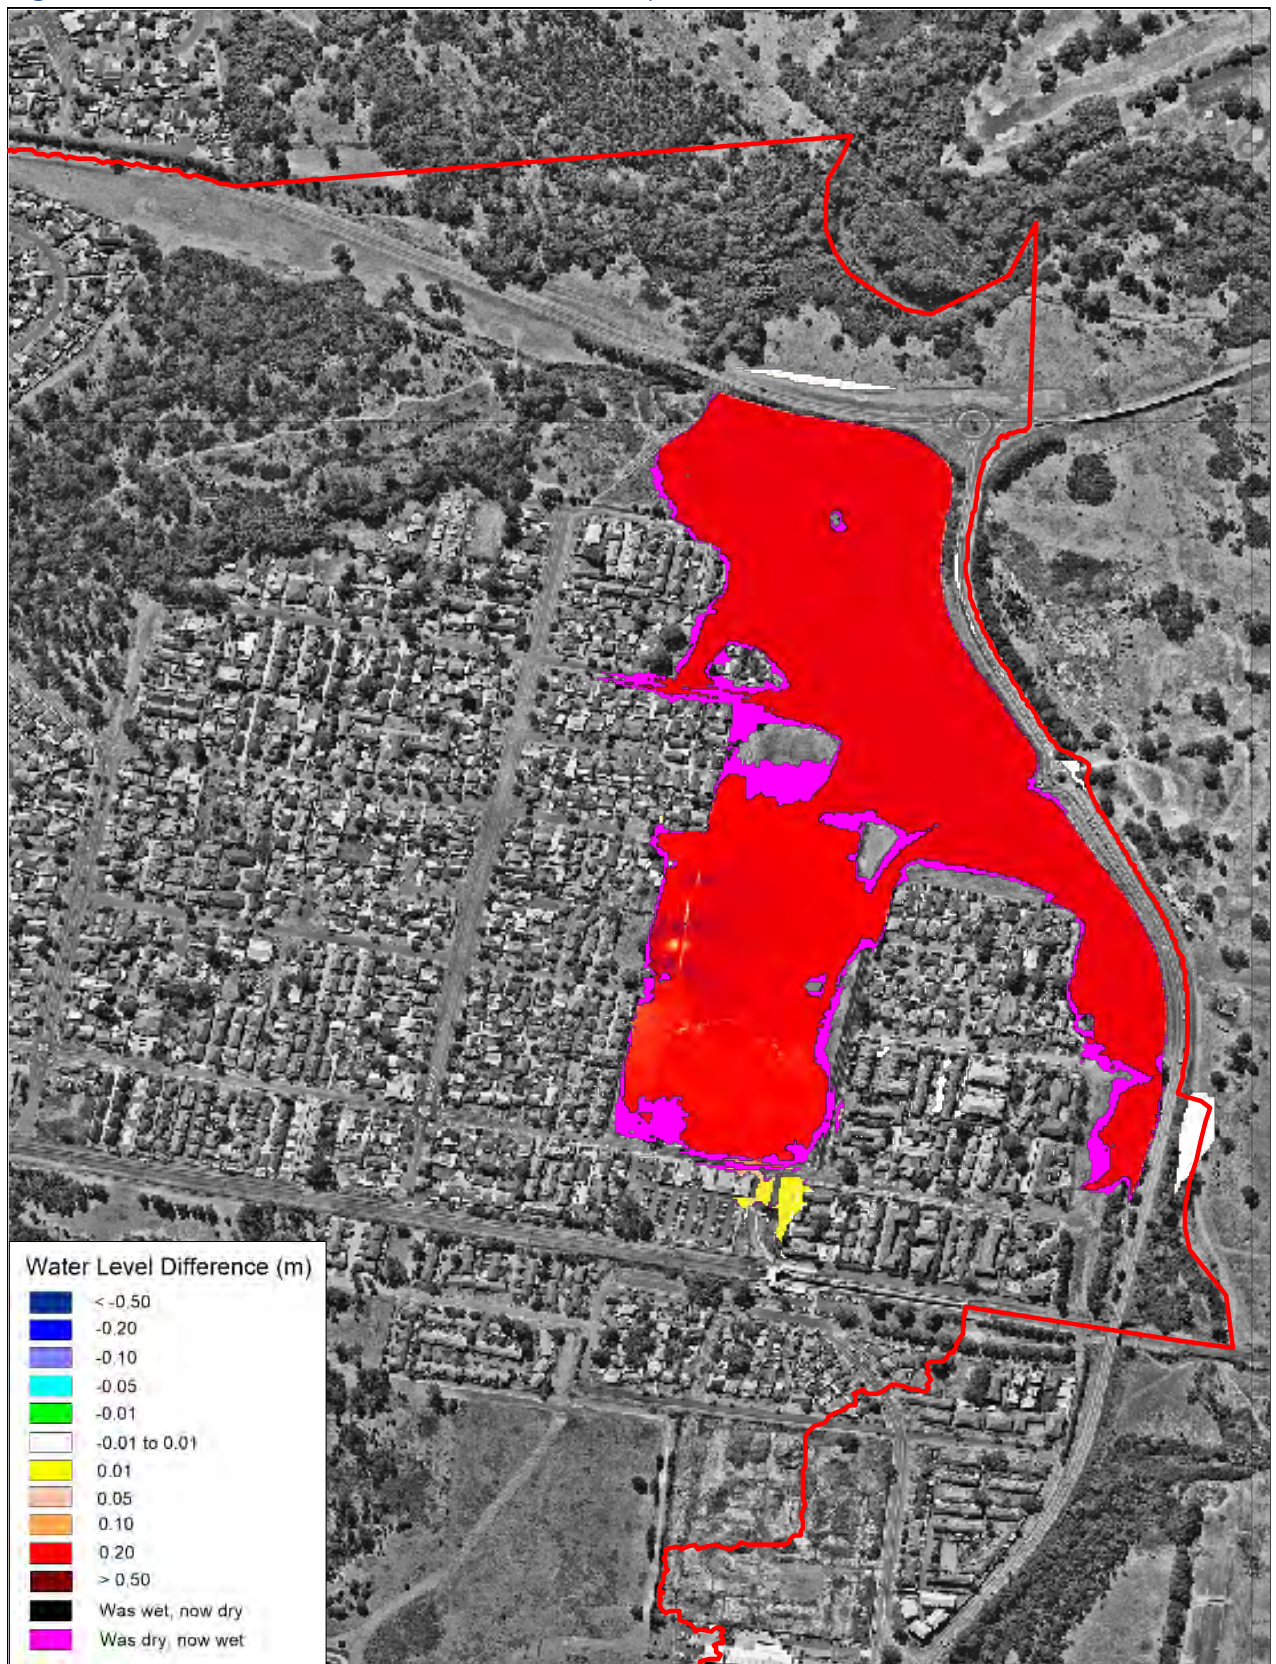 Water Level Difference (m)
< -0.50
-0.20
-0.10
-0.05
-0.01
-0.01 to 0.01
0.01
0.05
0.10
0.20
> 0.50
Was wet, now dry
Was dry, now wet